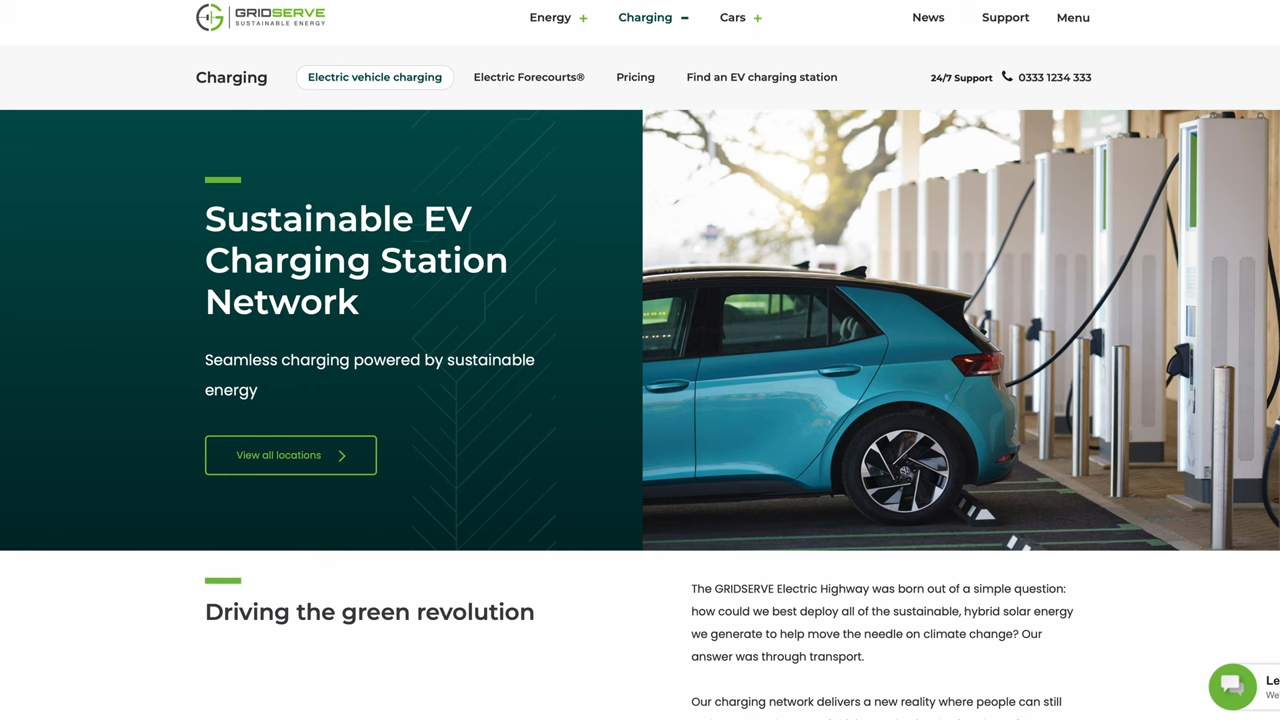 GRIDSERVE
SUSTAINABLE ENERGY
Energy +
Charging -
Cars +
News
Support
Menu
Charging
Electric vehicle charging
Electric Forecourts®
Pricing
Find an EV charging station
24/7 Support 0333 1234 333
Sustainable EV
Charging Station
Network
Seamless charging powered by sustainable
energy
View all locations
Driving the green revolution
The GRIDSERVE Electric Highway was born out of a simple question:
how could we best deploy all of the sustainable, hybrid solar energy
we generate to help move the needle on climate change? Our
answer was through transport.
Our charging network delivers a new reality where people can still
Le
We'